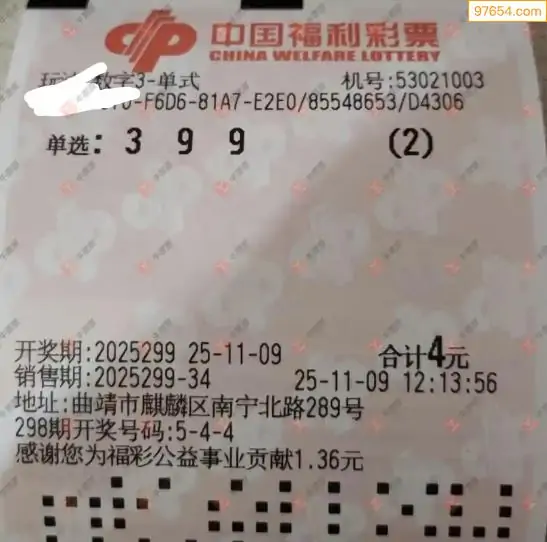 97654.com
中国福利彩票
CHINA WELFARE LOTTERY
数字3-单式 机号:53021003
-F6D6-81A7-E2E0/85548653/D4306
单选: 3 9 9 (2)
开奖期:2025299 25-11-09 合计4元
销售期:2025299-34 25-11-09 12:13:56
地址:曲靖市麒麟区南宁北路289号
298期开奖号码:5-4-4
感谢您为福彩公益事业贡献1.36元